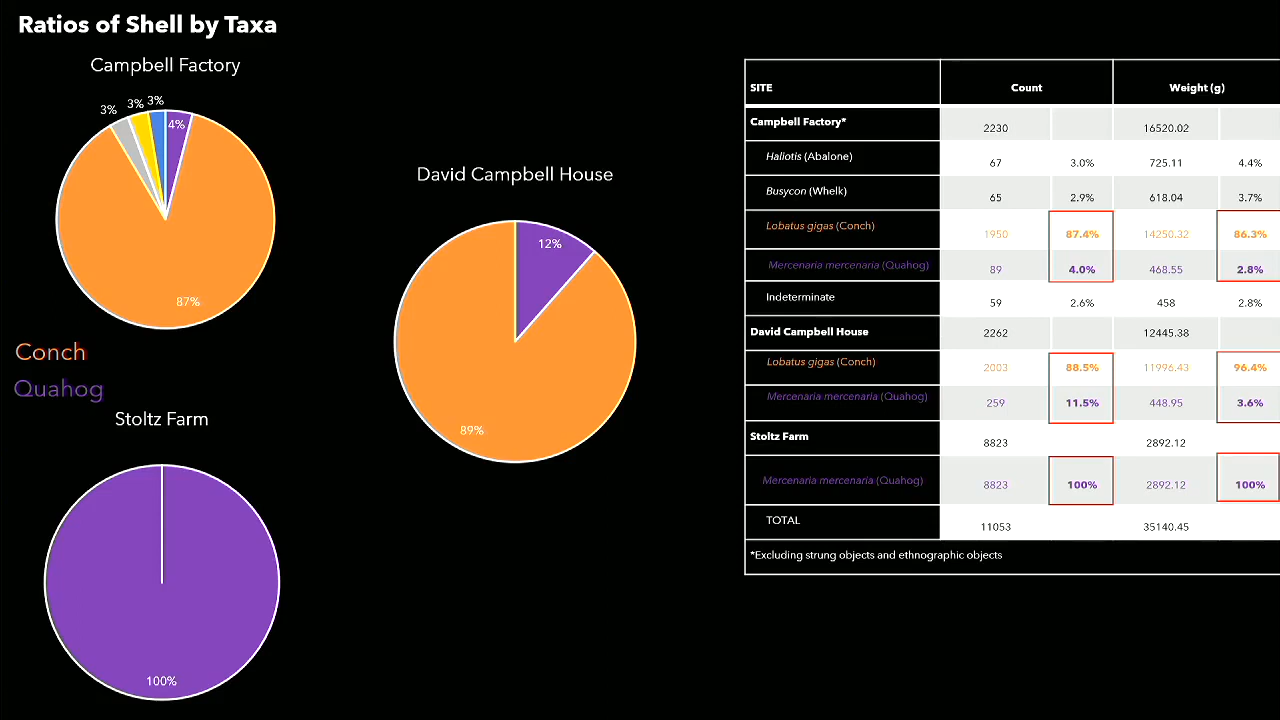 Ratios of Shell by Taxa
Campbell Factory
3%
3%
3%
4%
87%
Conch
Quahog
Stoltz Farm
100%
David Campbell House
12%
89%
SITE Count Weight (g)
Campbell Factory* 2230 16520.02
Haliotis (Abalone) 67 3.0% 725.11 4.4%
Busycon (Whelk) 65 2.9% 618.04 3.7%
Lobatus gigas (Conch) 1950 87.4% 14250.32 86.3%
Mercenaria mercenaria (Quahog) 89 4.0% 468.55 2.8%
Indeterminate 59 2.6% 458 2.8%
David Campbell House 2262 12445.38
Lobatus gigas (Conch) 2003 88.5% 11996.43 96.4%
Mercenaria mercenaria (Quahog) 259 11.5% 448.95 3.6%
Stoltz Farm 8823 2892.12
Mercenaria mercenaria (Quahog) 8823 100% 2892.12 100%
TOTAL 11053 35140.45
*Excluding strung objects and ethnographic objects